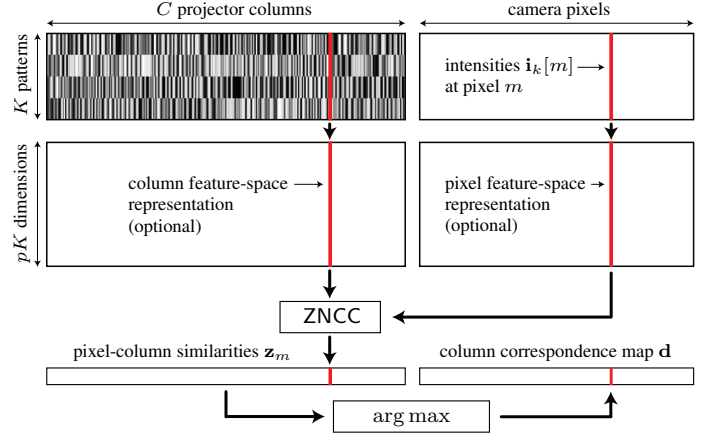 C projector columns
camera pixels
K patterns
intensities i_k[m]
at pixel m
pK dimensions
column feature-space
representation
(optional)
pixel feature-space
representation
(optional)
ZNCC
pixel-column similarities z_m
column correspondence map d
arg max